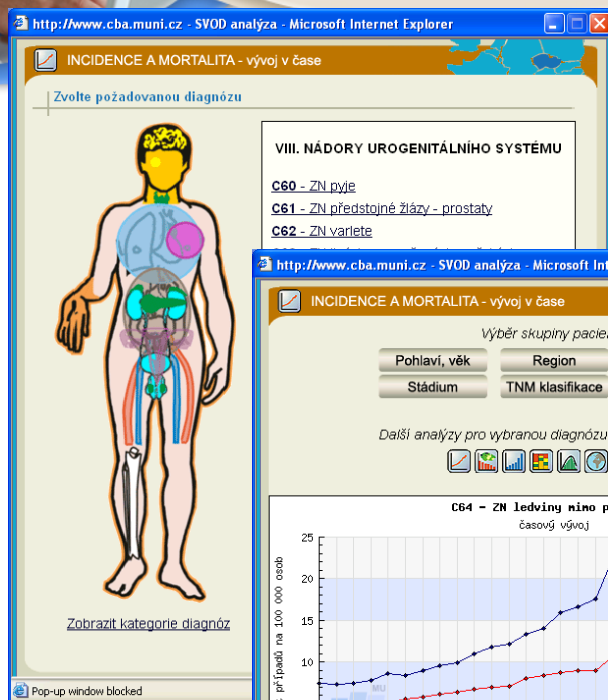 http://www.cba.muni.cz - SVOD analýza - Microsoft Internet Explorer
INCIDENCE A MORTALITA - vývoj v čase
Zvolte požadovanou diagnózu
VIII. NÁDORY UROGENITÁLNÍHO SYSTÉMU
C60 - ZN pyje
C61 - ZN předstojné žlázy - prostaty
C62 - ZN varlete
Zobrazit kategorie diagnóz
Pop-up window blocked
http://www.cba.muni.cz - SVOD analýza - Microsoft Int
INCIDENCE A MORTALITA - vývoj v čase
Výběr skupiny pacie
Pohlaví, věk
Region
Stádium
TNM klasifikace
Další analýzy pro vybranou diagnózu
C64 - ZN ledviny mimo p
časový vývoj
25
20
15
10
případů na 100 000 osob
MU